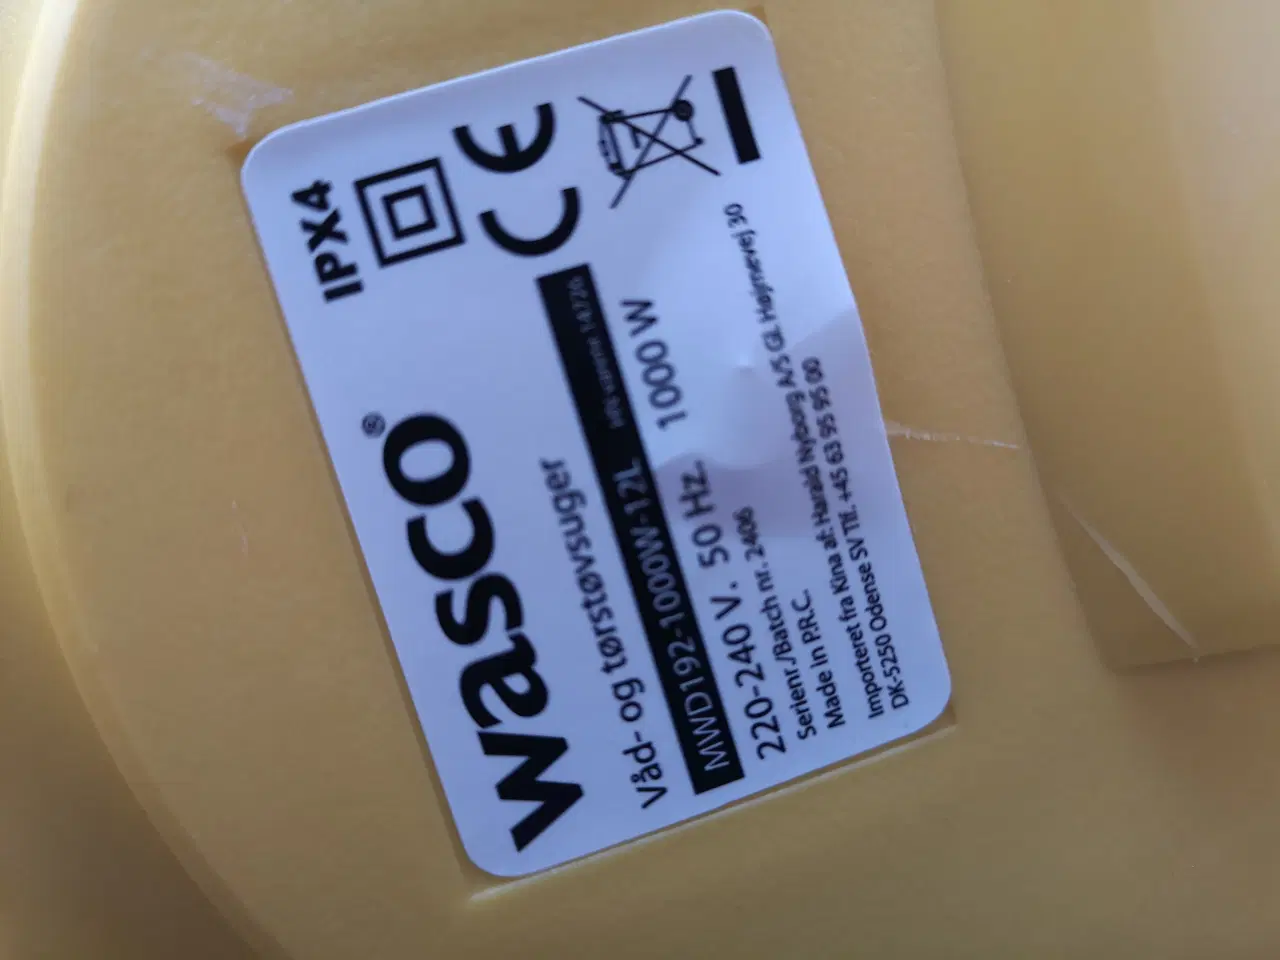 wasco®
IPX4
Våd- og tørstøvsuger
CE
MWD192-1000W-12L
220-240 V. 50 Hz. 1000 W
Serienr./Batch nr. 2406
Made in P.R.C.
Importeret fra Kina af: Harald Nyborg A/S Gl. Højmevej 30
DK-5250 Odense SV Tlf. +45 63 95 95 00